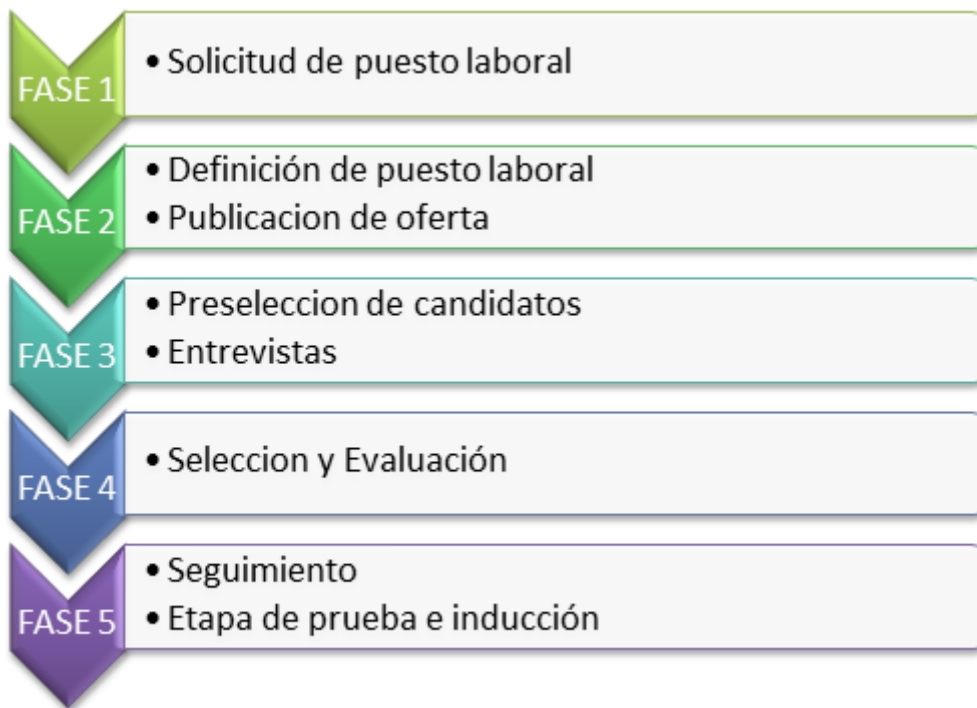 FASE 1
• Solicitud de puesto laboral
FASE 2
• Definición de puesto laboral
• Publicacion de oferta
FASE 3
• Preseleccion de candidatos
• Entrevistas
FASE 4
• Seleccion y Evaluación
FASE 5
• Seguimiento
• Etapa de prueba e inducción